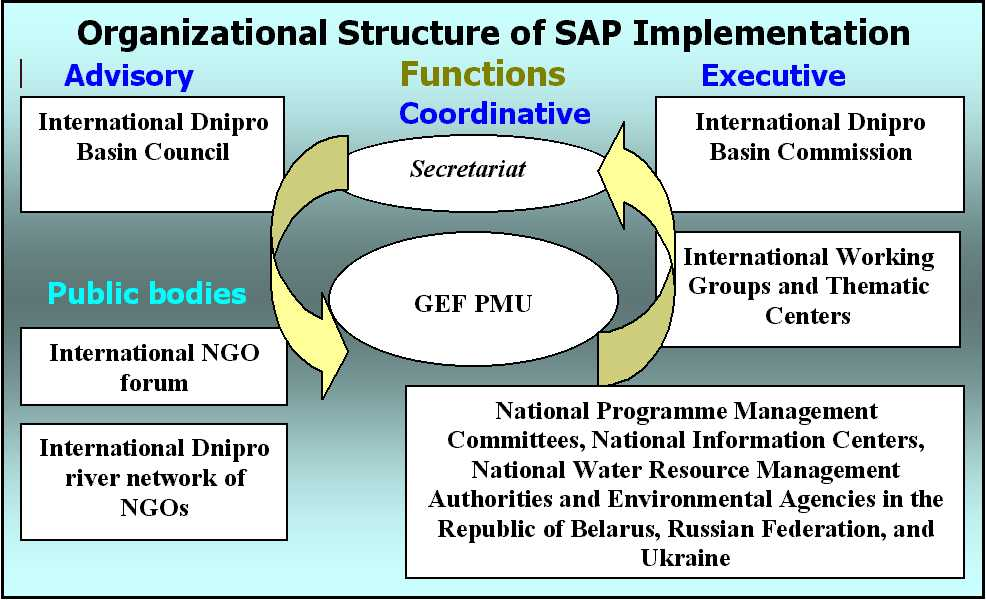 Organizational Structure of SAP Implementation
Advisory
Functions
Executive
Coordinative
International Dnipro
Basin Council
Secretariat
International Dnipro
Basin Commission
International Working
Groups and Thematic
Centers
Public bodies
GEF PMU
International NGO
forum
International Dnipro
river network of
NGOs
National Programme Management
Committees, National Information Centers,
National Water Resource Management
Authorities and Environmental Agencies in the
Republic of Belarus, Russian Federation, and
Ukraine